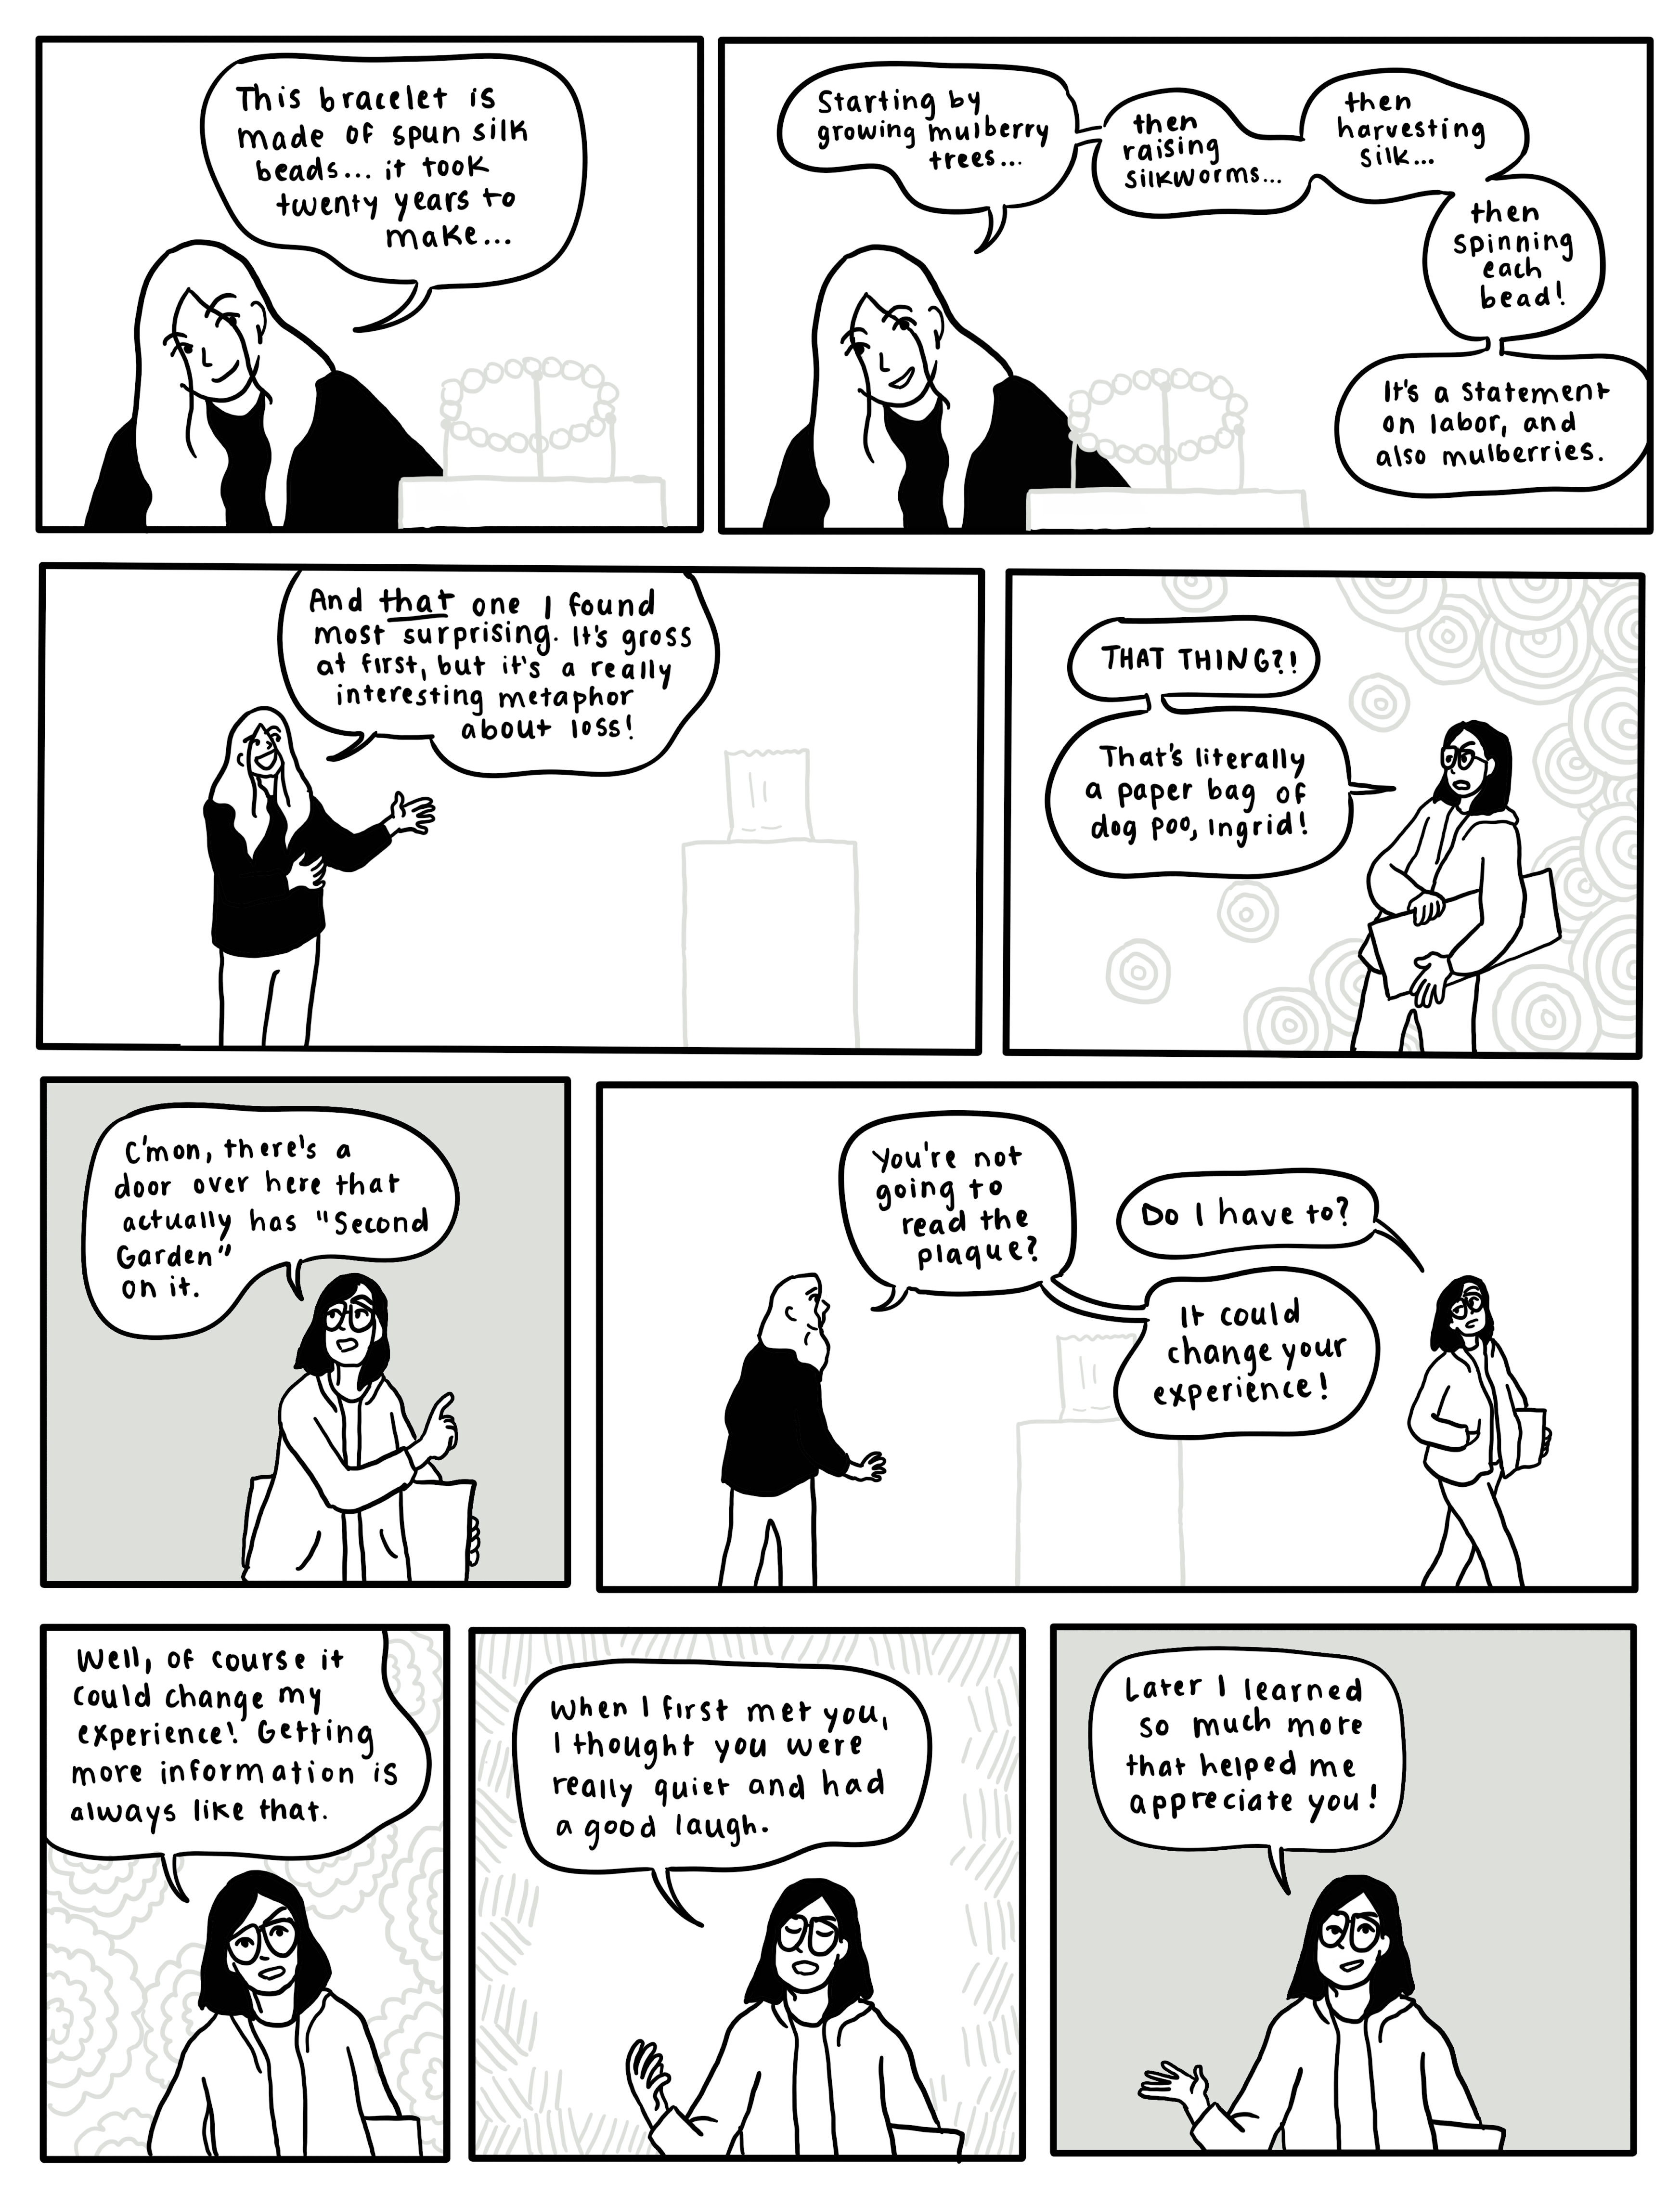 This bracelet is
made of spun silk
beads... it took
twenty years to
make...
Starting by
growing mulberry
trees...
then
raising
silkworms...
then
harvesting
silk...
then
spinning
each
bead!
It's a statement
on labor, and
also mulberries.
And that one I found
most surprising. It's gross
at first, but it's a really
interesting metaphor
about loss!
THAT THING?!
That's literally
a paper bag of
dog poo, Ingrid!
C'mon, there's a
door over here that
actually has "Second
Garden"
on it.
You're not
going to
read the
plaque?
Do I have to?
It could
change your
experience!
Well, of course it
could change my
experience! Getting
more information is
always like that.
When I first met you,
I thought you were
really quiet and had
a good laugh.
Later I learned
so much more
that helped me
appreciate you!